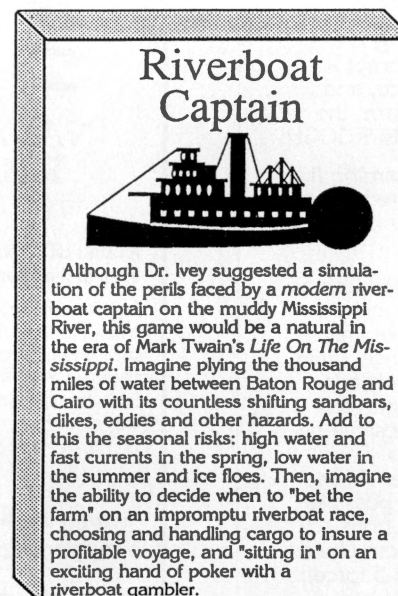 Riverboat
Captain
Although Dr. Ivey suggested a simula-
tion of the perils faced by a modern river-
boat captain on the muddy Mississippi
River, this game would be a natural in
the era of Mark Twain's Life On The Mis-
sissippi. Imagine plying the thousand
miles of water between Baton Rouge and
Cairo with its countless shifting sandbars,
dikes, eddies and other hazards. Add to
this the seasonal risks: high water and
fast currents in the spring, low water in
the summer and ice floes. Then, imagine
the ability to decide when to "bet the
farm" on an impromptu riverboat race,
choosing and handling cargo to insure a
profitable voyage, and "sitting in" on an
exciting hand of poker with a
riverboat gambler.